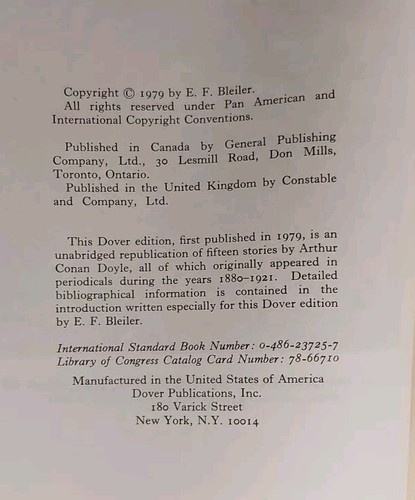 Copyright © 1979 by E. F. Bleiler.
All rights reserved under Pan American and
International Copyright Conventions.
Published in Canada by General Publishing
Company, Ltd., 30 Lesmill Road, Don Mills,
Toronto, Ontario.
Published in the United Kingdom by Constable
and Company, Ltd.
This Dover edition, first published in 1979, is an
unabridged republication of fifteen stories by Arthur
Conan Doyle, all of which originally appeared in
periodicals during the years 1880–1921. Detailed
bibliographical information is contained in the
introduction written especially for this Dover edition
by E. F. Bleiler.
International Standard Book Number: 0-486-23725-7
Library of Congress Catalog Card Number: 78-66710
Manufactured in the United States of America
Dover Publications, Inc.
180 Varick Street
New York, N.Y. 10014